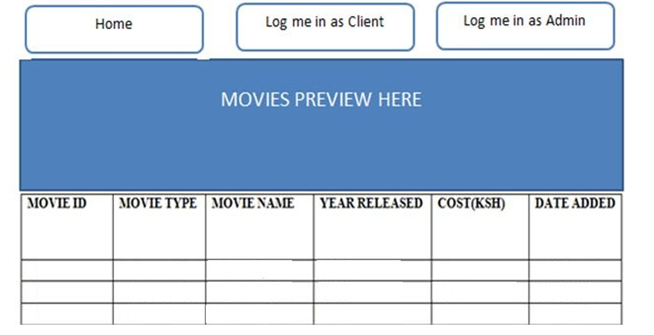 Home
Log me in as Client
Log me in as Admin
MOVIES PREVIEW HERE
MOVIE ID
MOVIE TYPE
MOVIE NAME
YEAR RELEASED
COST(KSH)
DATE ADDED